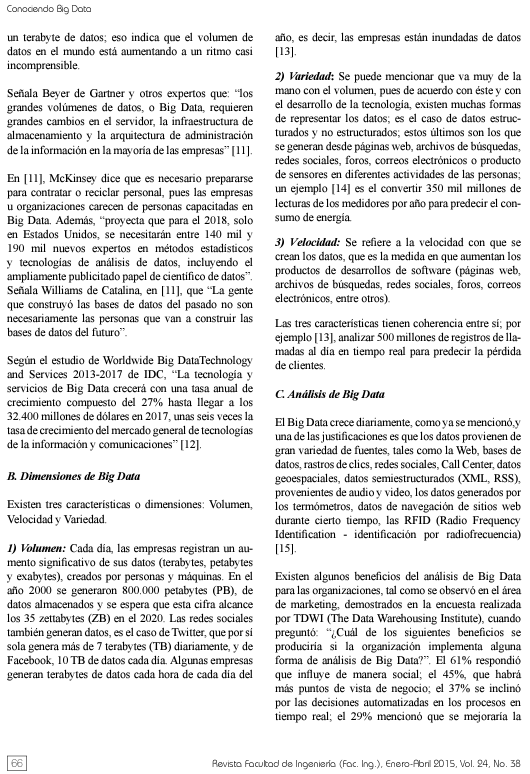 Conociendo Big Data
un terabyte de datos; eso indica que el volumen de
datos en el mundo está aumentando a un ritmo casi
incomprensible.
Señala Beyer de Gartner y otros expertos que: “los
grandes volúmenes de datos, o Big Data, requieren
grandes cambios en el servidor, la infraestructura de
almacenamiento y la arquitectura de administración
de la información en la mayoría de las empresas” [11].
En [11], McKinsey dice que es necesario prepararse
para contratar o reciclar personal, pues las empresas
u organizaciones carecen de personas capacitadas en
Big Data. Además, “proyecta que para el 2018, solo
en Estados Unidos, se necesitarán entre 140 mil y
190 mil nuevos expertos en métodos estadísticos
y tecnologías de análisis de datos, incluyendo el
ampliamente publicitado papel de científico de datos”.
Señala Williams de Catalina, en [11], que “La gente
que construyó las bases de datos del pasado no son
necesariamente las personas que van a construir las
bases de datos del futuro”.
Según el estudio de Worldwide Big DataTechnology
and Services 2013-2017 de IDC, “La tecnología y
servicios de Big Data crecerá con una tasa anual de
crecimiento compuesto del 27% hasta llegar a los
32.400 millones de dólares en 2017, unas seis veces la
tasa de crecimiento del mercado general de tecnologías
de la información y comunicaciones” [12].
B. Dimensiones de Big Data
Existen tres características o dimensiones: Volumen,
Velocidad y Variedad.
1) Volumen: Cada día, las empresas registran un au-
mento significativo de sus datos (terabytes, petabytes
y exabytes), creados por personas y máquinas. En el
año 2000 se generaron 800.000 petabytes (PB), de
datos almacenados y se espera que esta cifra alcance
los 35 zettabytes (ZB) en el 2020. Las redes sociales
también generan datos, es el caso de Twitter, que por sí
sola genera más de 7 terabytes (TB) diariamente, y de
Facebook, 10 TB de datos cada día. Algunas empresas
generan terabytes de datos cada hora de cada día del
año, es decir, las empresas están inundadas de datos
[13].
2) Variedad: Se puede mencionar que va muy de la
mano con el volumen, pues de acuerdo con éste y con
el desarrollo de la tecnología, existen muchas formas
de representar los datos; es el caso de datos estruc-
turados y no estructurados; estos últimos son los que
se generan desde páginas web, archivos de búsquedas,
redes sociales, foros, correos electrónicos o producto
de sensores en diferentes actividades de las personas;
un ejemplo [14] es el convertir 350 mil millones de
lecturas de los medidores por año para predecir el con-
sumo de energía.
3) Velocidad: Se refiere a la velocidad con que se
crean los datos, que es la medida en que aumentan los
productos de desarrollos de software (páginas web,
archivos de búsquedas, redes sociales, foros, correos
electrónicos, entre otros).
Las tres características tienen coherencia entre sí; por
ejemplo [13], analizar 500 millones de registros de lla-
madas al día en tiempo real para predecir la pérdida
de clientes.
C. Análisis de Big Data
El Big Data crece diariamente, como ya se mencionó,y
una de las justificaciones es que los datos provienen de
gran variedad de fuentes, tales como la Web, bases de
datos, rastros de clics, redes sociales, Call Center, datos
geoespaciales, datos semiestructurados (XML, RSS),
provenientes de audio y video, los datos generados por
los termómetros, datos de navegación de sitios web
durante cierto tiempo, las RFID (Radio Frequency
Identification - identificación por radiofrecuencia)
[15].
Existen algunos beneficios del análisis de Big Data
para las organizaciones, tal como se observó en el área
de marketing, demostrados en la encuesta realizada
por TDWI (The Data Warehousing Institute), cuando
preguntó: “¿Cuál de los siguientes beneficios se
produciría si la organización implementa alguna
forma de análisis de Big Data?”. El 61% respondió
que influye de manera social; el 45%, que habrá
más puntos de vista de negocio; el 37% se inclinó
por las decisiones automatizadas en los procesos en
tiempo real; el 29% mencionó que se mejoraría la
66
Revista Facultad de Ingeniería (Fac. Ing.), Enero-Abril 2015, Vol. 24, No. 38